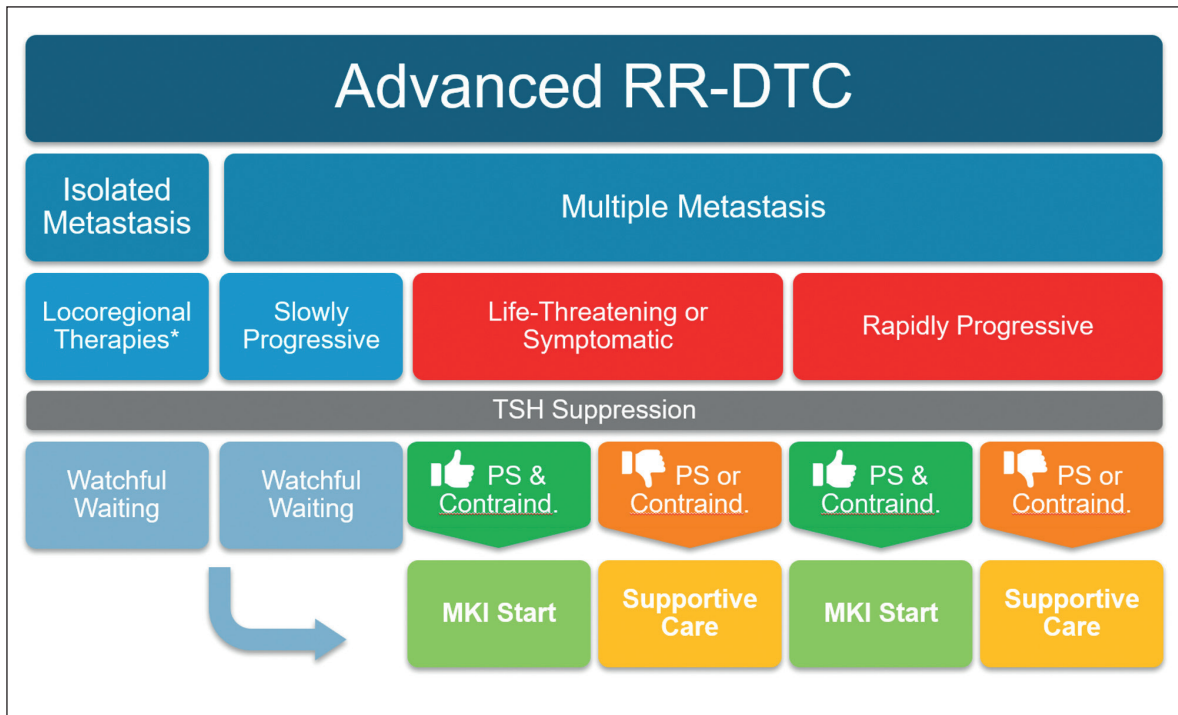 Advanced RR-DTC
Isolated
Metastasis
Multiple Metastasis
Locoregional
Therapies*
Slowly
Progressive
Life-Threatening or
Symptomatic
Rapidly Progressive
TSH Suppression
Watchful
Waiting
Watchful
Waiting
PS &
Contraind.
PS or
Contraind.
PS &
Contraind.
PS or
Contraind.
MKI Start
Supportive
Care
MKI Start
Supportive
Care